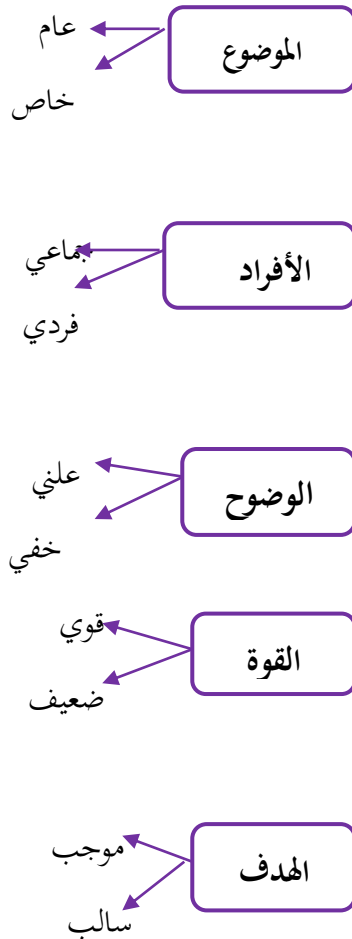 الموضوع
عام
خاص
الأفراد
جماعي
فردي
الوضوح
علني
خفي
القوة
قوي
ضعيف
الهدف
موجب
سالب